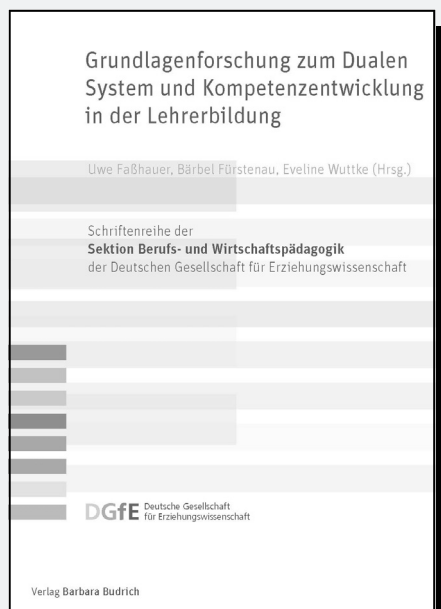 Grundlagenforschung zum Dualen
System und Kompetenzentwicklung
in der Lehrerbildung
Uwe Faßhauer, Bärbel Fürstenau, Eveline Wuttke (Hrsg.)
Schriftenreihe der
Sektion Berufs- und Wirtschaftspädagogik
der Deutschen Gesellschaft für Erziehungswissenschaft
DGfE Deutsche Gesellschaft
für Erziehungswissenschaft
Verlag Barbara Budrich